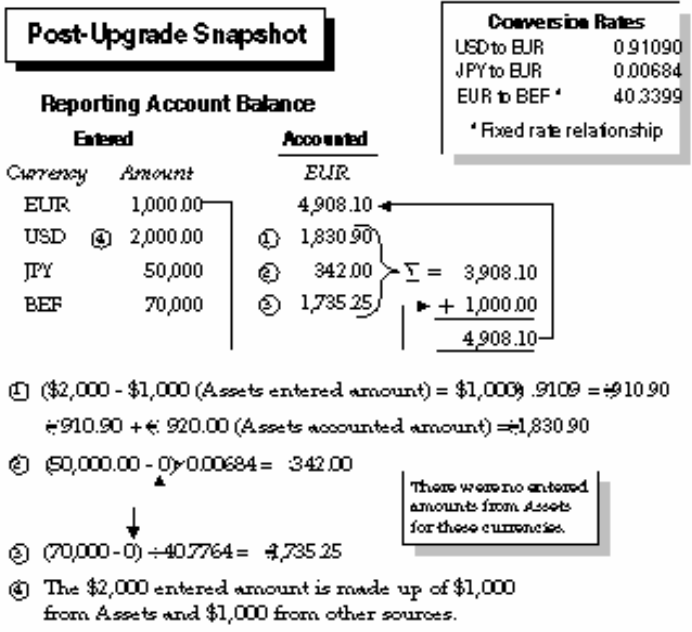 Post-Upgrade Snapshot
Conversion Rates
USD to EUR 0.91090
JPY to EUR 0.00684
EUR to BEF * 40.3399
* Fixed rate relationship
Reporting Account Balance
Entered Accounted
Currency Amount EUR
EUR 1,000.00 4,908.10
USD ④ 2,000.00 ① 1,830.90
JPY 50,000 ② 342.00 Σ = 3,908.10
BEF 70,000 ③ 1,735.25 + 1,000.00
4,908.10
① ($2,000 - $1,000 (Assets entered amount) = $1,000) .9109 = €910.90
€910.90 + € 920.00 (Assets accounted amount) = 1,830.90
② (50,000.00 - 0) 0.00684 = 342.00
There were no entered
amounts from Assets
for these currencies.
③ (70,000 - 0) ÷ 40.7764 = 1,735.25
④ The $2,000 entered amount is made up of $1,000
from Assets and $1,000 from other sources.